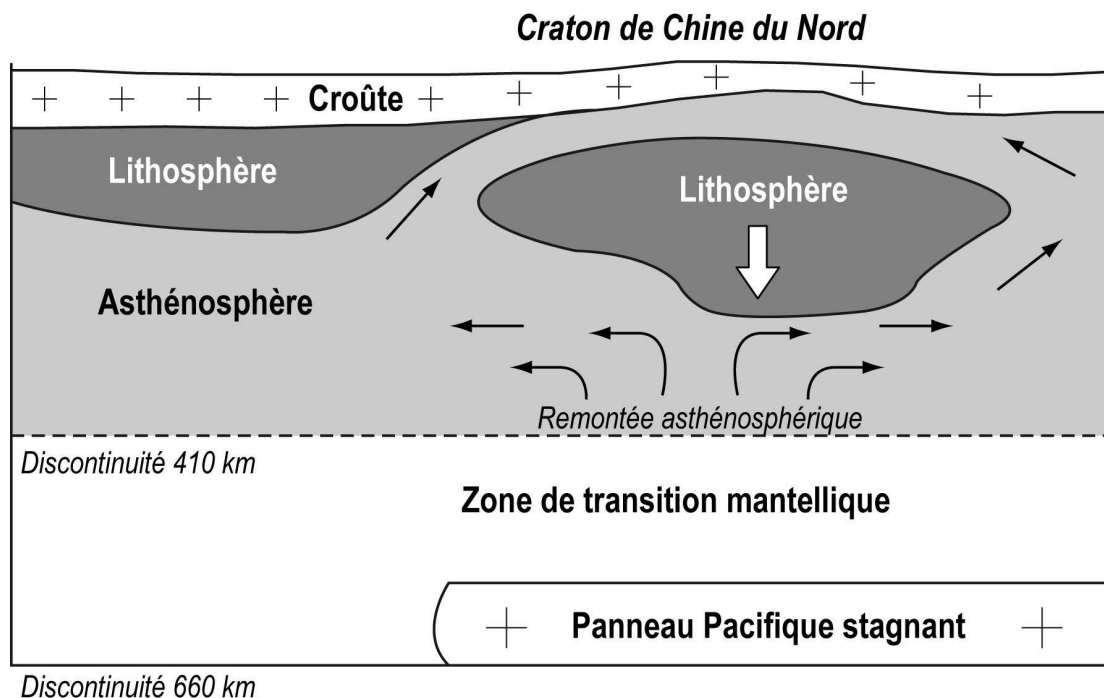 Craton de Chine du Nord
Croûte
Lithosphère
Lithosphère
Asthénosphère
Remontée asthénosphérique
Discontinuité 410 km
Zone de transition mantellique
Panneau Pacifique stagnant
Discontinuité 660 km